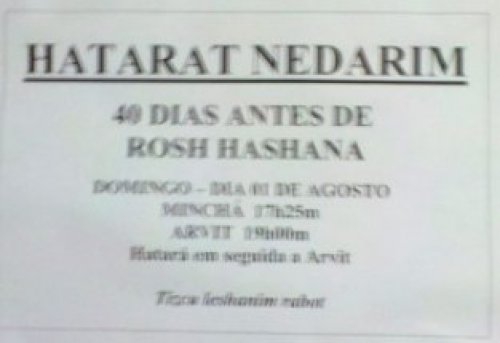 HATARAT NEDARIM
40 DIAS ANTES DE
ROSH HASHANA
DOMINGO – DIA 01 DE AGOSTO
MINCHÁ 17h25m
ARVIT 19h00m
Hatará em seguida a Arvit
Tizcu leshanim rabot